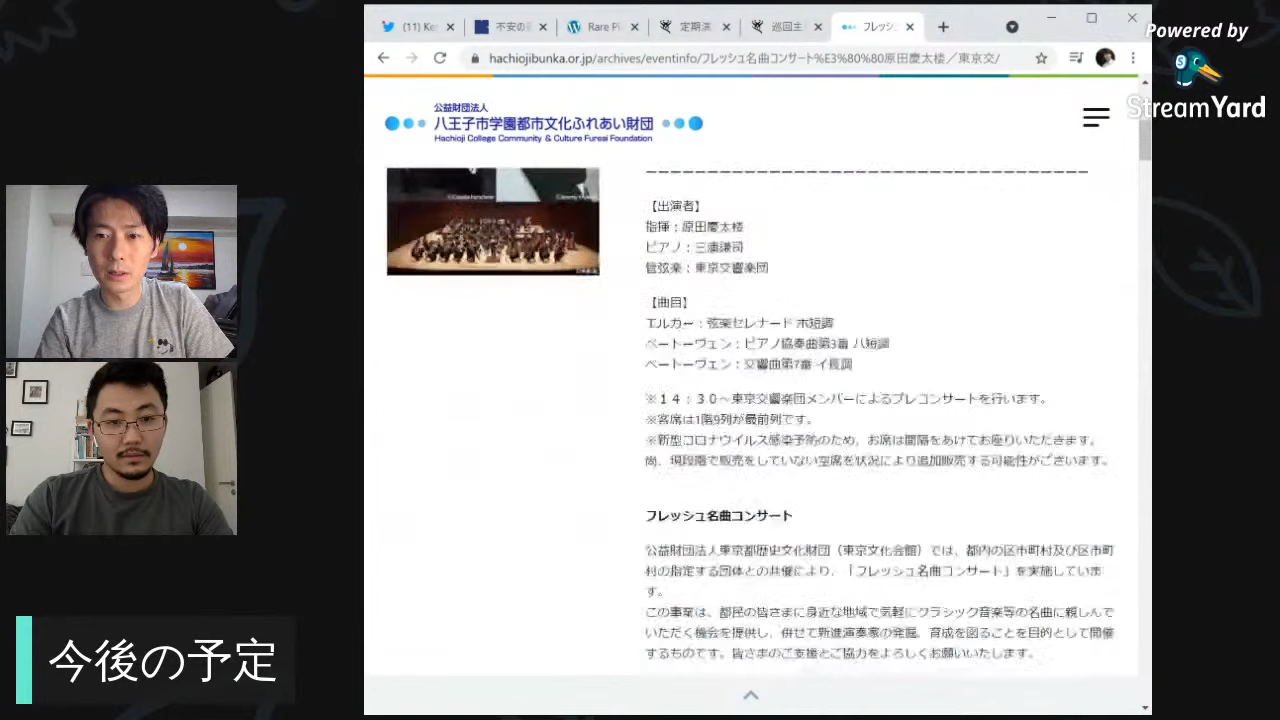 (11) Ke
不安の
Rare Pi
定期演
巡回主
フレッシ
hachiojibunka.or.jp/archives/eventinfo/フレッシュ名曲コンサート%E3%80%80原田慶太楼／東京交/
Powered by
StreamYard
公益財団法人
八王子市学園都市文化ふれあい財団
Hachioji College Community & Culture Fureai Foundation
【出演者】
指揮：原田慶太楼
ピアノ：三浦謙司
管弦楽：東京交響楽団
【曲目】
エルガー：弦楽セレナード ホ短調
ベートーヴェン：ピアノ協奏曲第3番 ハ短調
ベートーヴェン：交響曲第7番 イ長調
※１４：３０～東京交響楽団メンバーによるプレコンサートを行います。
※客席は1階9列が最前列です。
※新型コロナウイルス感染予防のため、お席は間隔をあけてお座りいただきます。
尚、現段階で販売をしていない空席を状況により追加販売する可能性がございます。
フレッシュ名曲コンサート
公益財団法人東京都歴史文化財団（東京文化会館）では、都内の区市町村及び区市町
村の指定する団体との共催により、「フレッシュ名曲コンサート」を実施していま
す。
この事業は、都民の皆さまに身近な地域で気軽にクラシック音楽等の名曲に親しんで
いただく機会を提供し、併せて新進演奏家の発掘、育成を図ることを目的として開催
するものです。皆さまのご支援とご協力をよろしくお願いいたします。
今後の予定